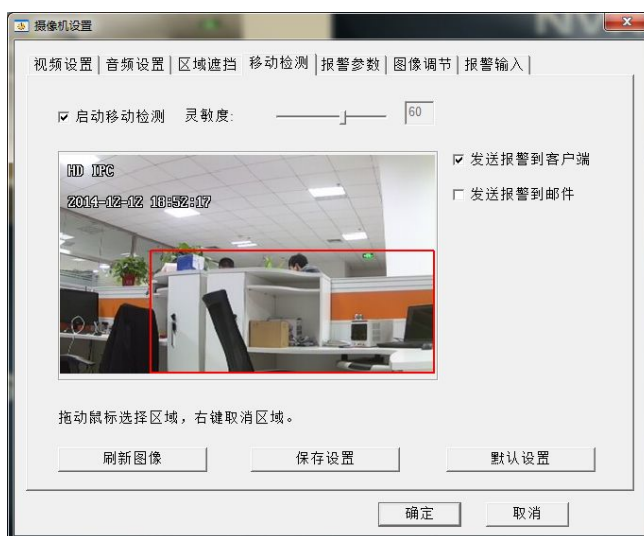 摄像机设置
NV
视频设置 音频设置 区域遮挡 移动检测 报警参数 图像调节 报警输入
启动移动检测 灵敏度: 60
发送报警到客户端
HD IPC
发送报警到邮件
2014-12-12 18:52:17
拖动鼠标选择区域，右键取消区域。
刷新图像 保存设置 默认设置
确定 取消